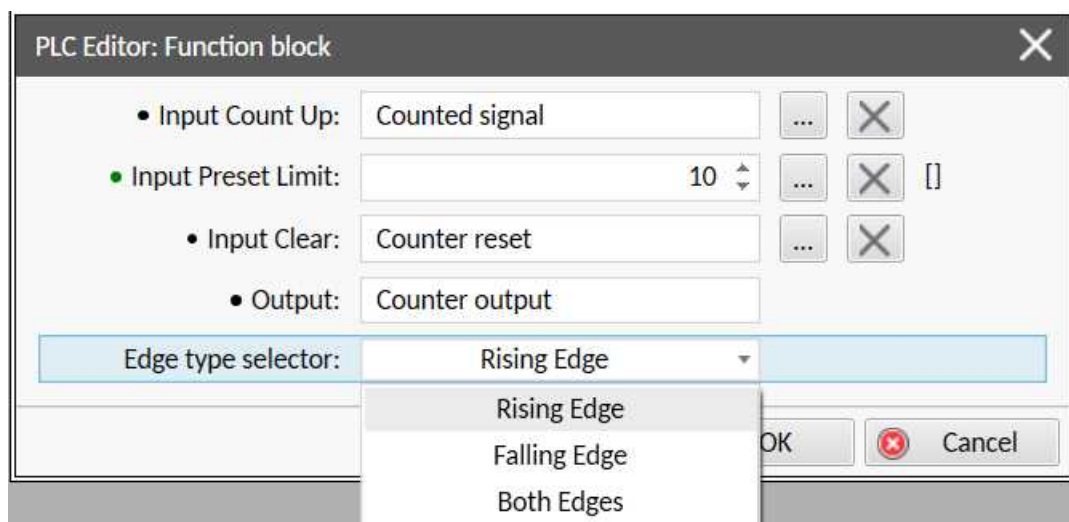 PLC Editor: Function block
• Input Count Up: Counted signal ...
• Input Preset Limit: 10 ... []
• Input Clear: Counter reset ...
• Output: Counter output
Edge type selector: Rising Edge
Rising Edge
Falling Edge
Both Edges
OK Cancel